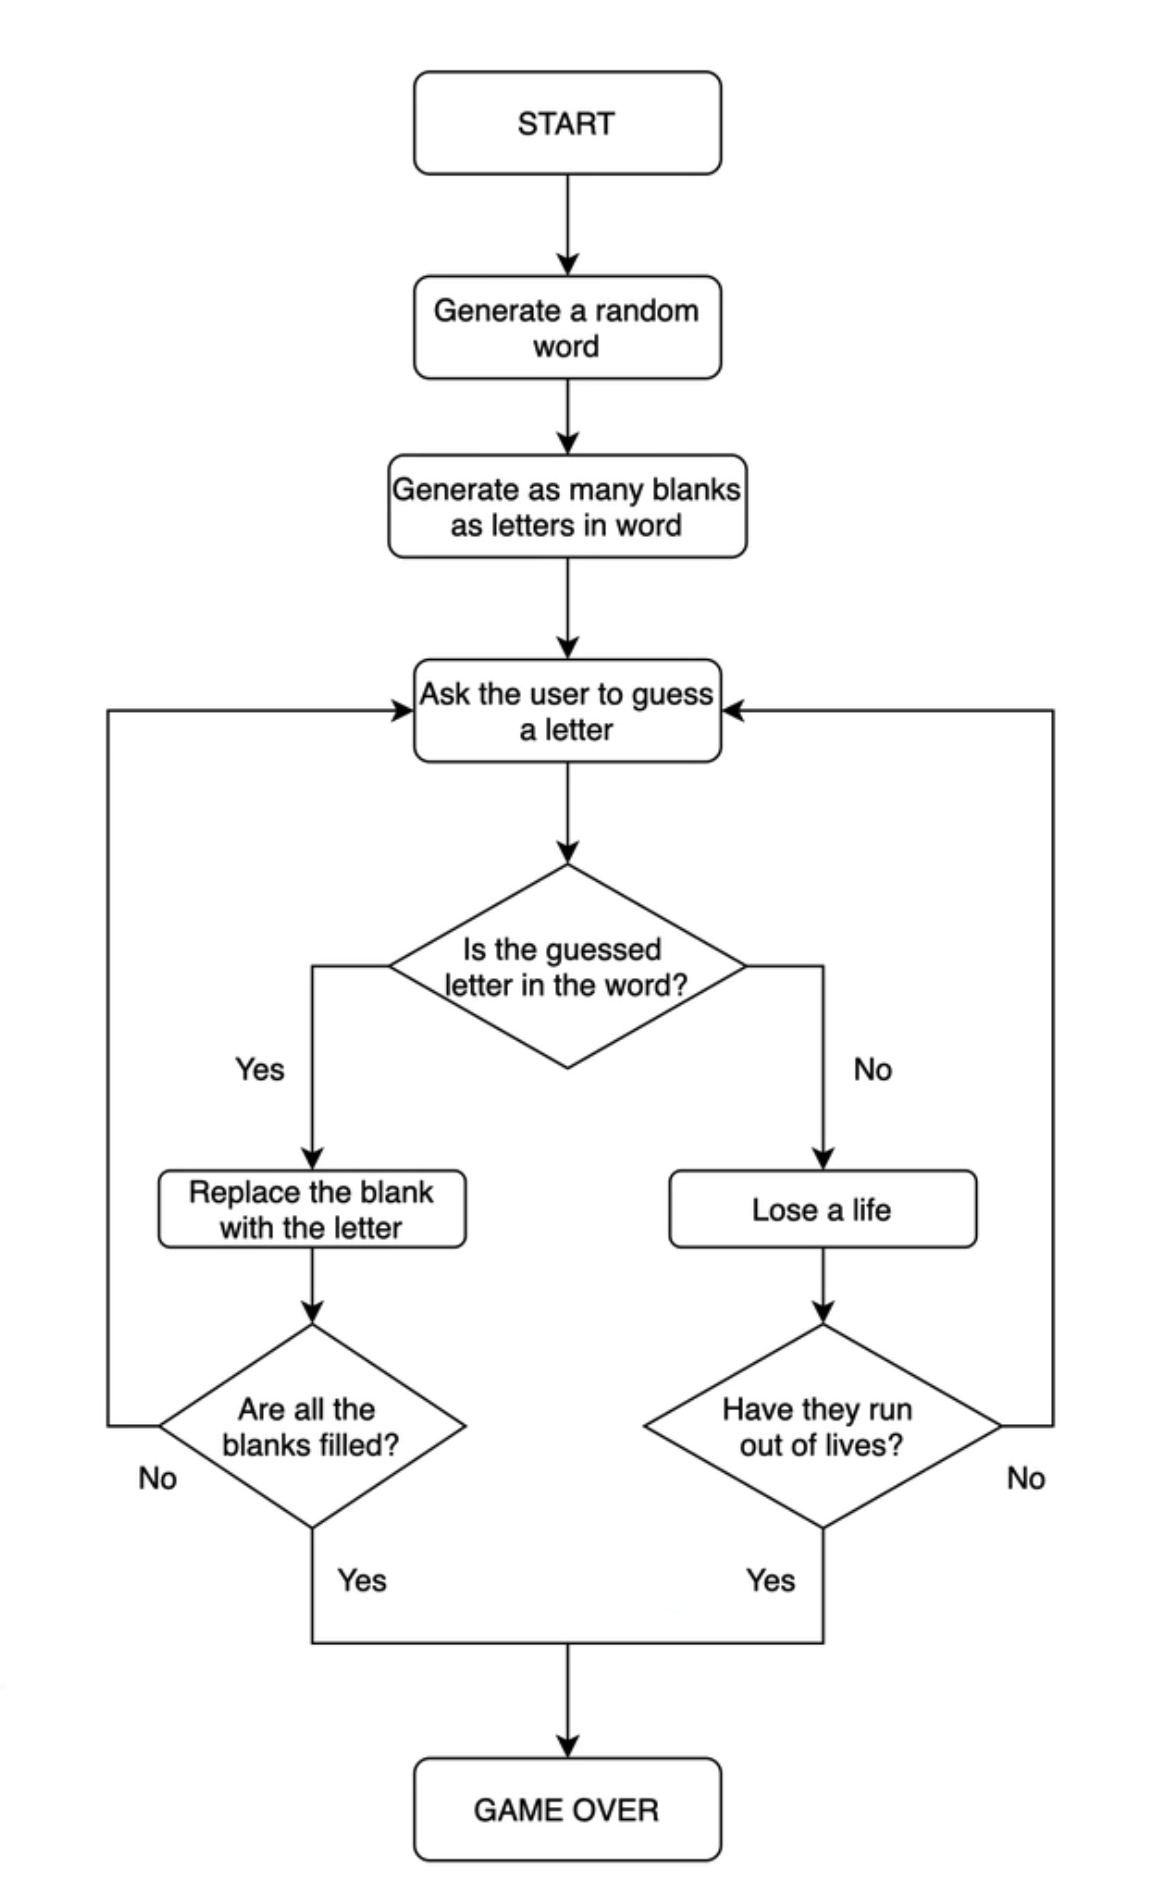 START
Generate a random
word
Generate as many blanks
as letters in word
Ask the user to guess
a letter
Is the guessed
letter in the word?
Yes
No
Replace the blank
with the letter
Lose a life
Are all the
blanks filled?
Have they run
out of lives?
No
No
Yes
Yes
GAME OVER